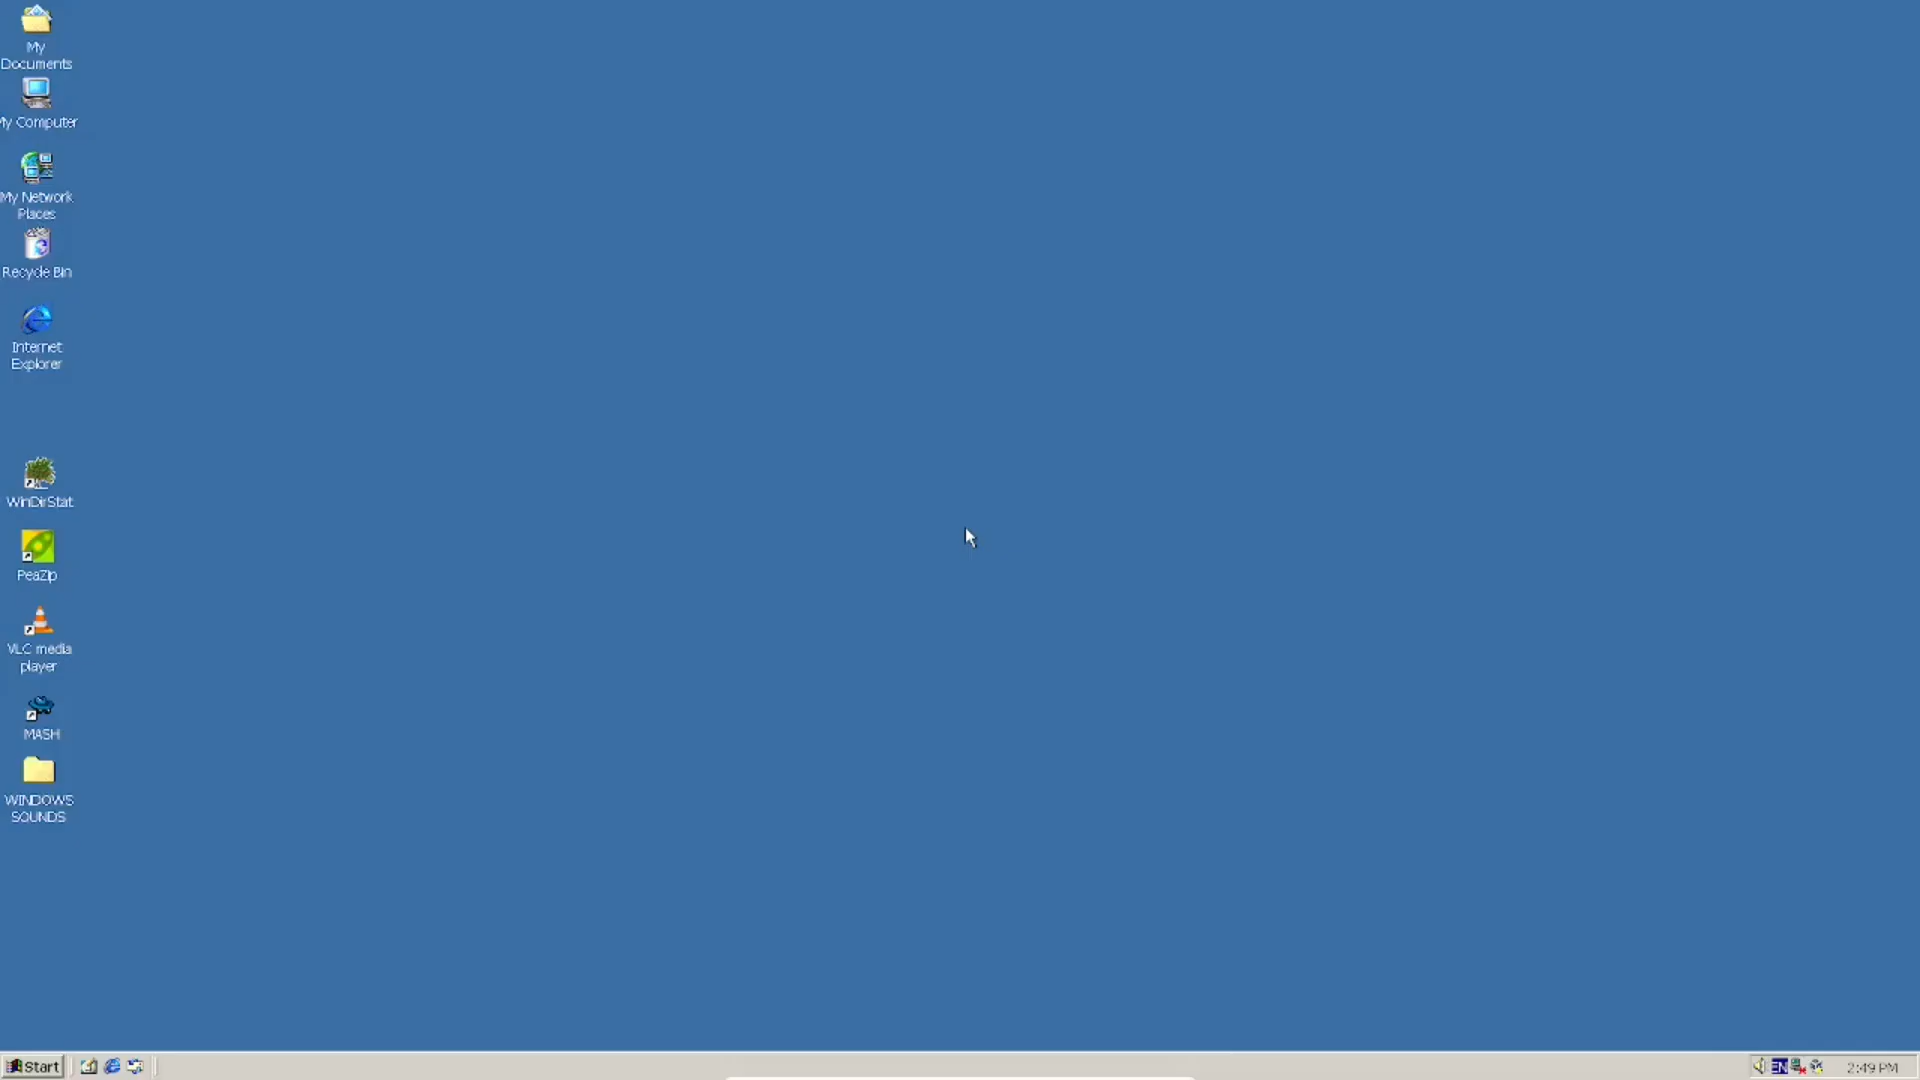 My
Documents
My Computer
My Network
Places
Recycle Bin
Internet
Explorer
WinDirStat
PeaZip
VLC media
player
MASH
WINDOWS
SOUNDS
Start
EN
2:49 PM